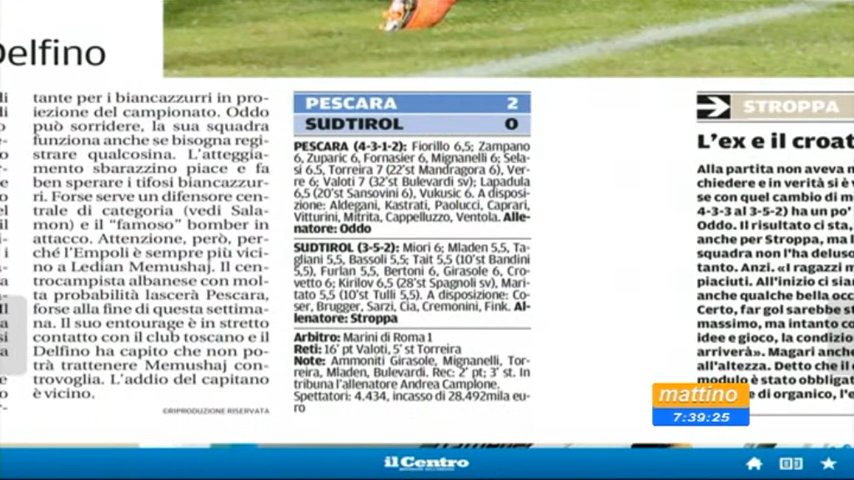 Delfino
tante per i biancazzurri in pro-
iezione del campionato. Oddo
può sorridere, la sua squadra
funziona anche se bisogna regi-
strare qualcosina. L'atteggia-
mento sbarazzino piace e fa
ben sperare i tifosi biancazzur-
ri. Forse serve un difensore cen-
trale di categoria (vedi Sala-
mon) e il "famoso" bomber in
attacco. Attenzione, però, per-
ché l'Empoli è sempre più vici-
no a Ledian Memushaj. Il cen-
trocampista albanese con mol-
ta probabilità lascerà Pescara,
forse alla fine di questa settima-
na. Il suo entourage è in stretto
contatto con il club toscano e il
Delfino ha capito che non po-
trà trattenere Memushaj con-
trovoglia. L'addio del capitano
è vicino.
©RIPRODUZIONE RISERVATA
PESCARA 2
SUDTIROL 0
PESCARA (4-3-1-2): Fiorillo 6,5; Zampano
6, Zuparic 6, Fornasier 6, Mignanelli 6; Sela-
si 6.5, Torreira 7 (22'st Mandragora 6), Ver-
re 6; Valoti 7 (32'st Bulevardi sv); Lapadula
6,5 (20'st Sansovini 6), Vukusic 6. A disposi-
zione: Aldegani, Kastrati, Paolucci, Caprari,
Vitturini, Mitrita, Cappelluzzo, Ventola. Alle-
natore: Oddo
SUDTIROL (3-5-2): Miori 6; Mladen 5,5, Ta-
gliani 5,5, Bassoli 5,5; Tait 5,5 (10'st Bandini
5,5), Furlan 5,5, Bertoni 6, Girasole 6, Cro-
vetto 6; Kirilov 6,5 (28'st Spagnoli sv), Mari-
tato 5,5 (10'st Tulli 5,5). A disposizione: Co-
ser, Brugger, Sarzi, Cia, Cremonini, Fink. Al-
lenatore: Stroppa
Arbitro: Marini di Roma 1
Reti: 16' pt Valoti, 5' st Torreira
Note: Ammoniti Girasole, Mignanelli, Tor-
reira, Mladen, Bulevardi. Rec: 2' pt; 3' st. In
tribuna l'allenatore Andrea Camplone.
Spettatori: 4.434, incasso di 28.492mila eu-
ro
STROPPA
L'ex e il croat
Alla partita non aveva n
chiedere e in verità si è v
se con quel cambio di m
4-3-3 al 3-5-2) ha un po'
Oddo. Il risultato ci sta,
anche per Stroppa, ma l
squadra non l'ha deluso
tanto. Anzi. «I ragazzi m
piaciuti. All'inizio ci sian
anche qualche bella occ
Certo, far gol sarebbe st
massimo, ma intanto co
idee e gioco, la condizio
arriverà». Magari anche
all'altezza. Detto che il
modulo è stato obbligat
e di organico, l'e
mattino
7:39:25
il Centro